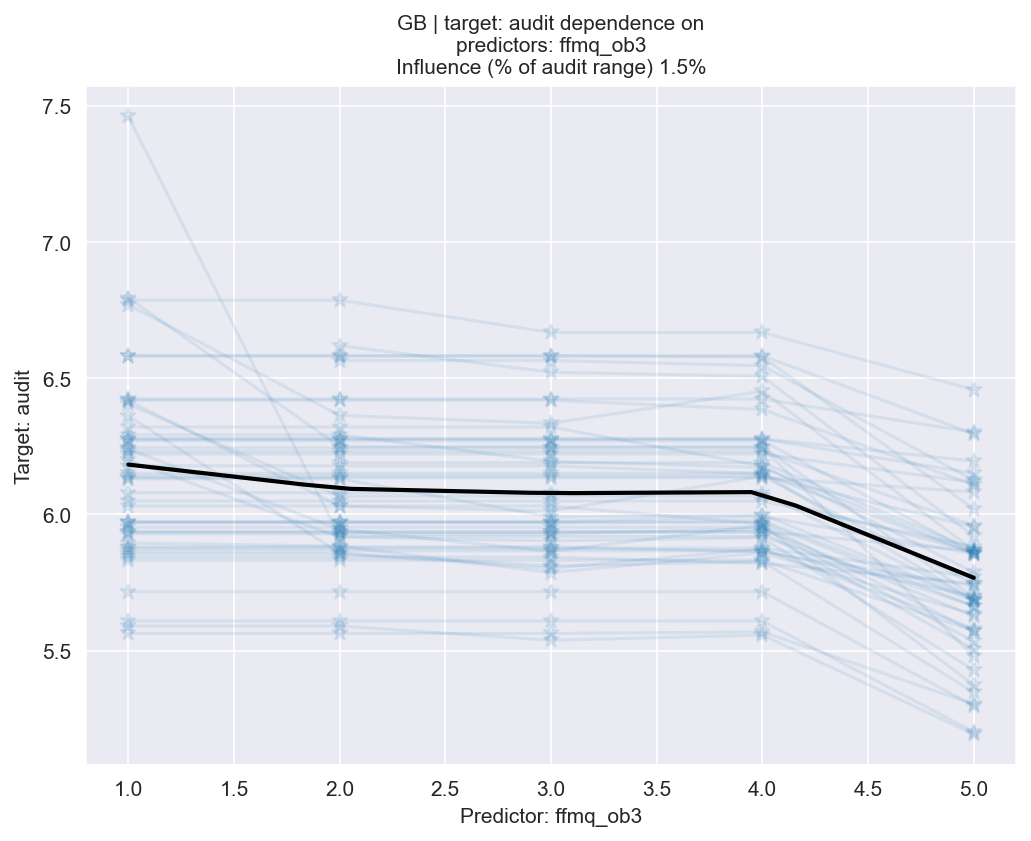 GB | target: audit dependence on
predictors: ffmq_ob3
Influence (% of audit range) 1.5%
7.5
7.0
6.5
6.0
5.5
Target: audit
1.0 1.5 2.0 2.5 3.0 3.5 4.0 4.5 5.0
Predictor: ffmq_ob3